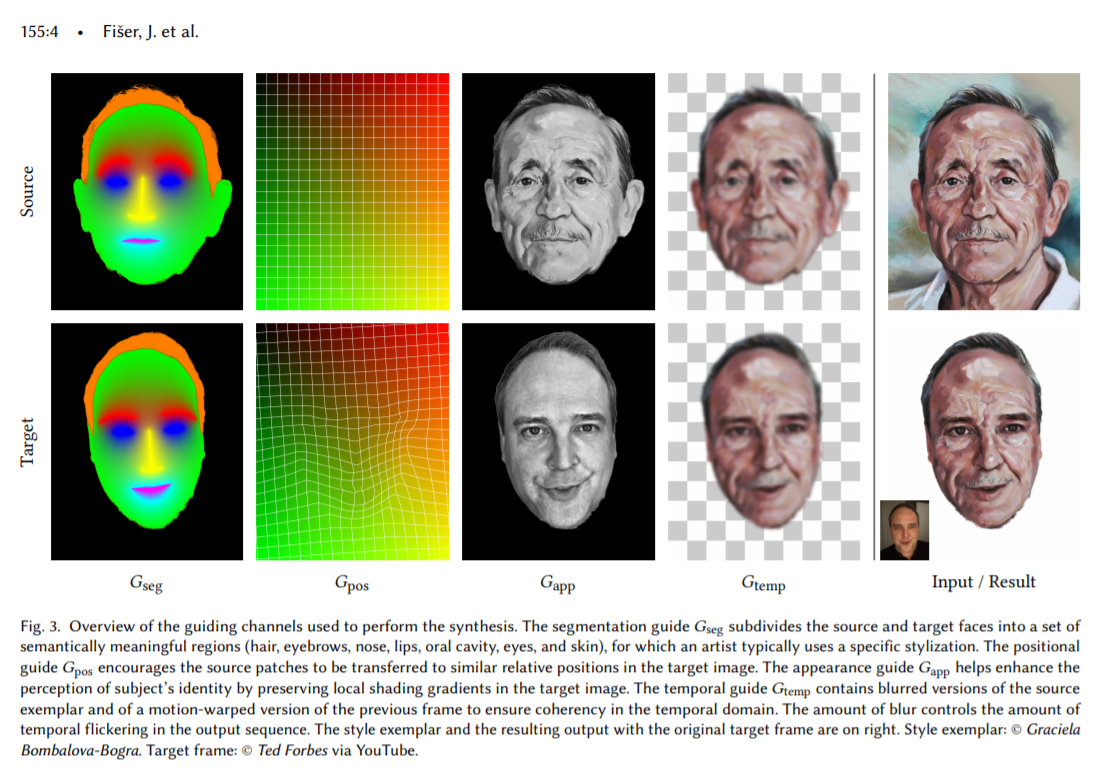 155:4 • Fišer, J. et al.
Source
Target
Gseg
Gpos
Gapp
Gtemp
Input / Result
Fig. 3. Overview of the guiding channels used to perform the synthesis. The segmentation guide Gseg subdivides the source and target faces into a set of
semantically meaningful regions (hair, eyebrows, nose, lips, oral cavity, eyes, and skin), for which an artist typically uses a specific stylization. The positional
guide Gpos encourages the source patches to be transferred to similar relative positions in the target image. The appearance guide Gapp helps enhance the
perception of subject's identity by preserving local shading gradients in the target image. The temporal guide Gtemp contains blurred versions of the source
exemplar and of a motion-warped version of the previous frame to ensure coherency in the temporal domain. The amount of blur controls the amount of
temporal flickering in the output sequence. The style exemplar and the resulting output with the original target frame are on right. Style exemplar: © Graciela
Bombalova-Bogra. Target frame: © Ted Forbes via YouTube.